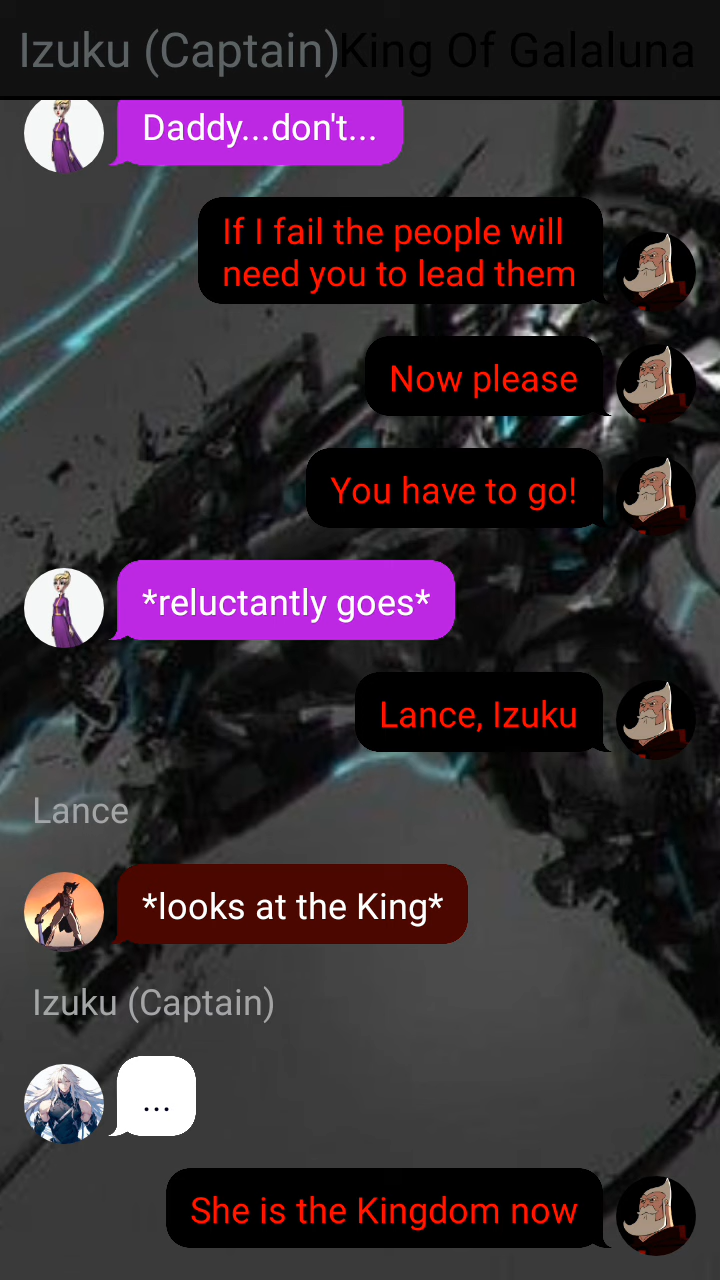 Izuku (Captain) King Of Galaluna
Daddy...don't...
If I fail the people will
need you to lead them
Now please
You have to go!
*reluctantly goes*
Lance, Izuku
Lance
*looks at the King*
Izuku (Captain)
...
She is the Kingdom now